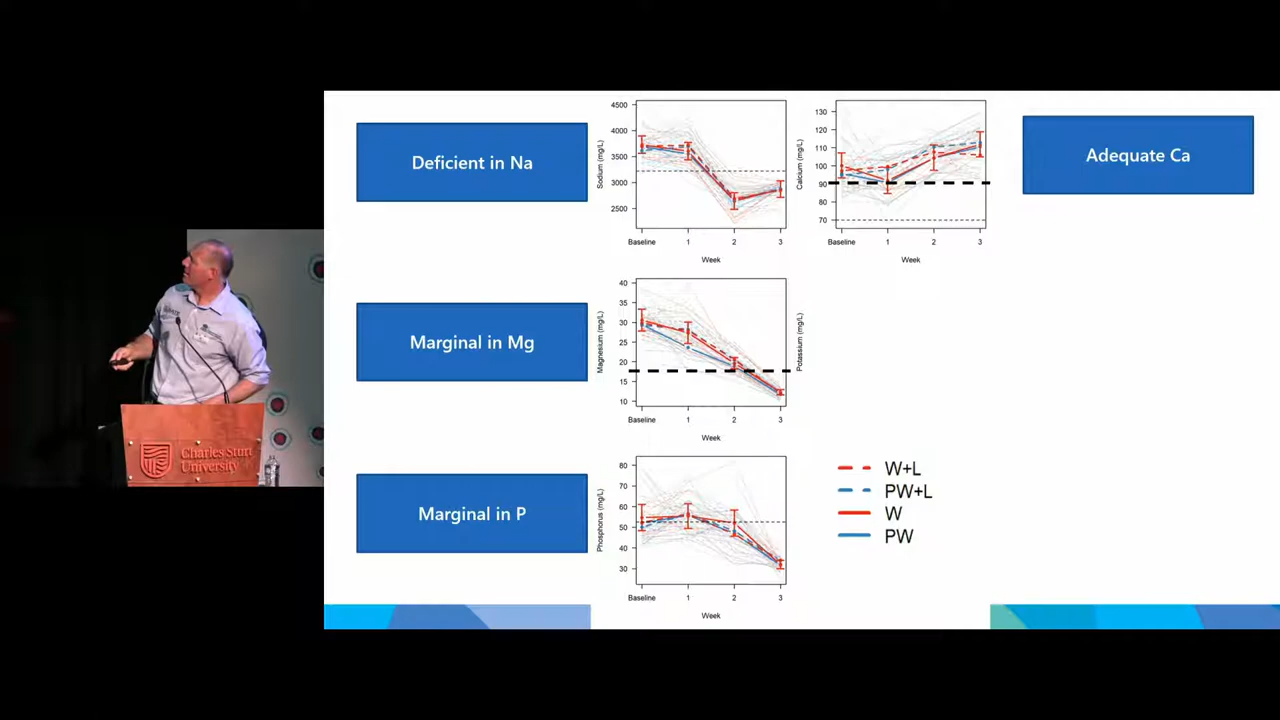 Deficient in Na
4500
4000
3500
3000
2500
Sodium (mg/L)
Baseline 1 2 3
Week
130
120
110
100
90
80
70
Calcium (mg/L)
Baseline 1 2 3
Week
Adequate Ca
Marginal in Mg
40
35
30
25
20
15
10
Magnesium (mg/L)
Baseline 1 2 3
Week
Potassium (mg/L)
Marginal in P
80
70
60
50
40
30
Phosphorus (mg/L)
Baseline 1 2 3
Week
W+L
PW+L
W
PW
Charles Sturt
University